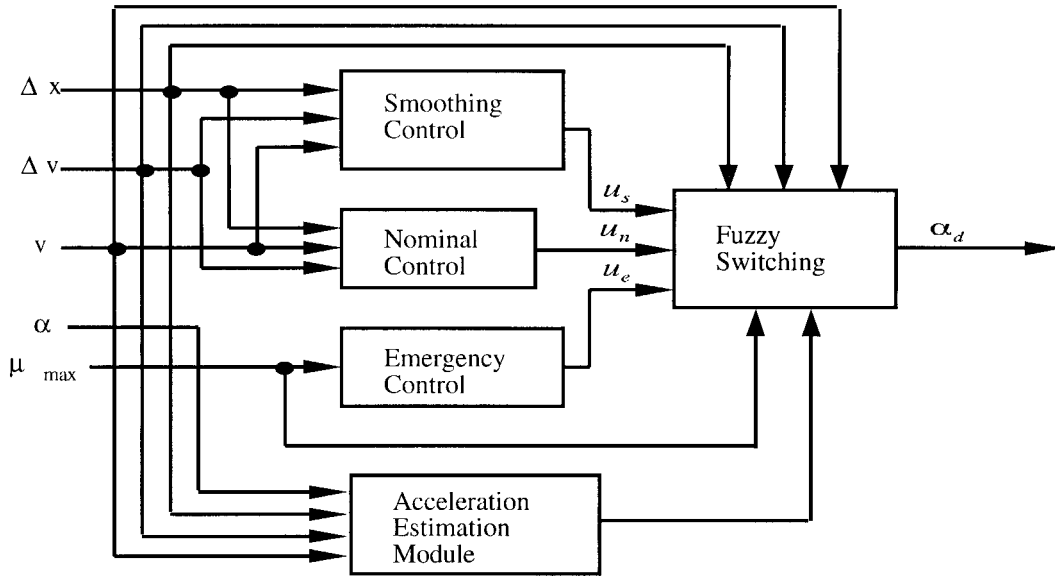 Δ x
Δ v
v
α
μ max
Smoothing
Control
Nominal
Control
Emergency
Control
Acceleration
Estimation
Module
u_s
u_n
u_e
Fuzzy
Switching
α_d